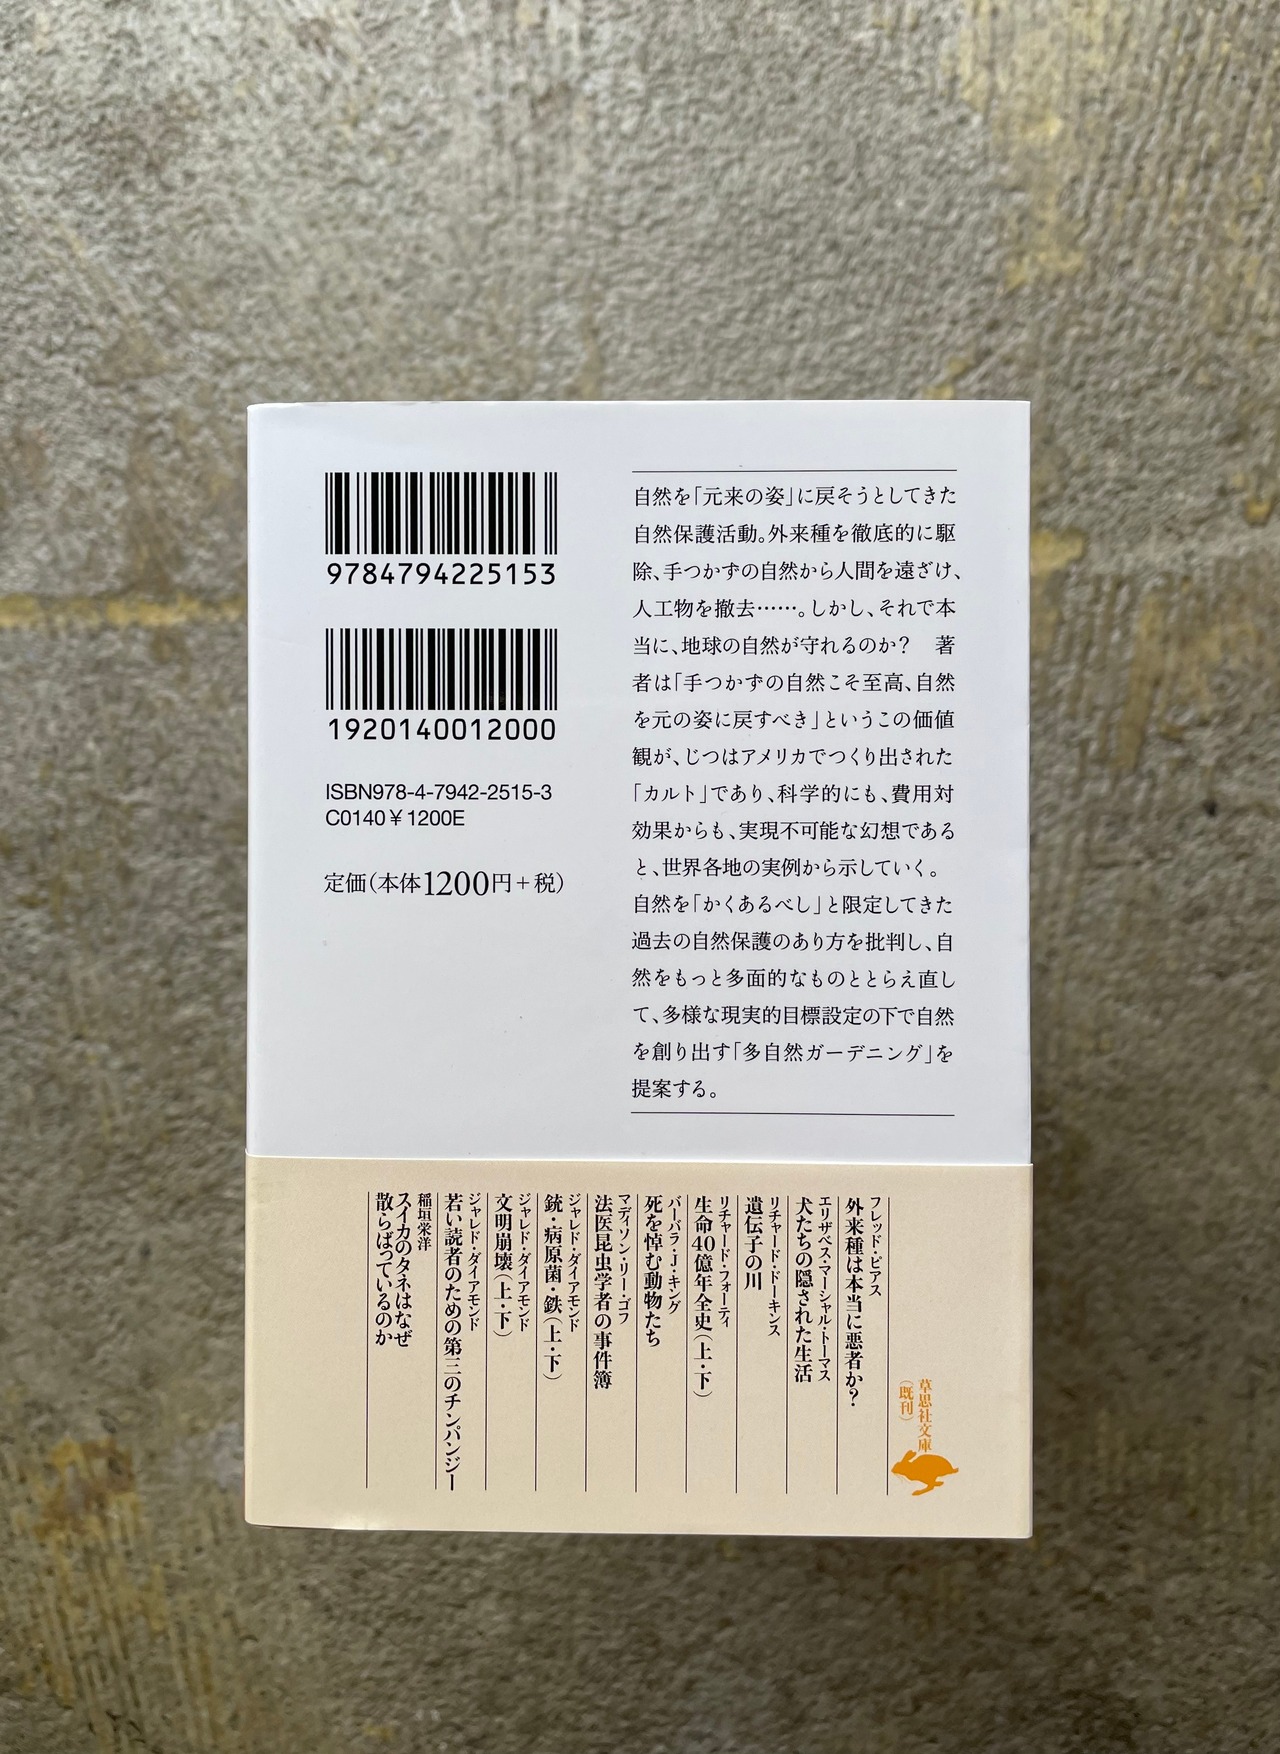 9784794225153
1920140012000
ISBN978-4-7942-2515-3
C0140￥1200E
定価（本体1200円＋税）
自然を「元来の姿」に戻そうとしてきた
自然保護活動。外来種を徹底的に駆
除、手つかずの自然から人間を遠ざけ、
人工物を撤去……。しかし、それで本
当に、地球の自然が守れるのか？　著
者は「手つかずの自然こそ至高、自然
を元の姿に戻すべき」というこの価値
観が、じつはアメリカでつくり出された
「カルト」であり、科学的にも、費用対
効果からも、実現不可能な幻想である
と、世界各地の実例から示していく。
自然を「かくあるべし」と限定してきた
過去の自然保護のあり方を批判し、自
然をもっと多面的なものととらえ直し
て、多様な現実的目標設定の下で自然
を創り出す「多自然ガーデニング」を
提案する。
草思社文庫
（既刊）
フレッド・ピアス
外来種は本当に悪者か？
エリザベス・マーシャル・トーマス
犬たちの隠された生活
リチャード・ドーキンス
遺伝子の川
リチャード・フォーティ
生命40億年全史（上・下）
バーバラ・J・キング
死を悼む動物たち
マディソン・リー・ゴフ
法医昆虫学者の事件簿
ジャレド・ダイアモンド
銃・病原菌・鉄（上・下）
ジャレド・ダイアモンド
文明崩壊（上・下）
ジャレド・ダイアモンド
若い読者のための第三のチンパンジー
稲垣栄洋
スイカのタネはなぜ
散らばっているのか